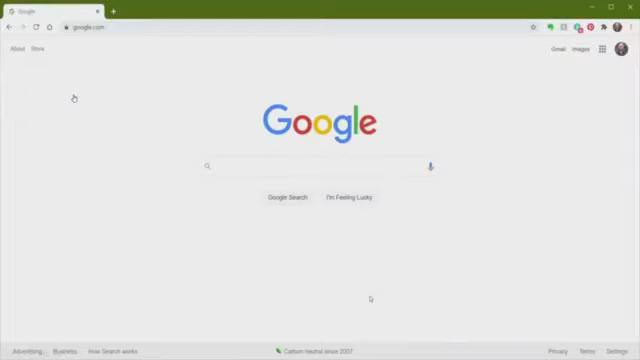 Google
google.com
About Store
Gmail Images
Google
Google Search I'm Feeling Lucky
Carbon neutral since 2007
Advertising Business How Search works Privacy Terms Settings